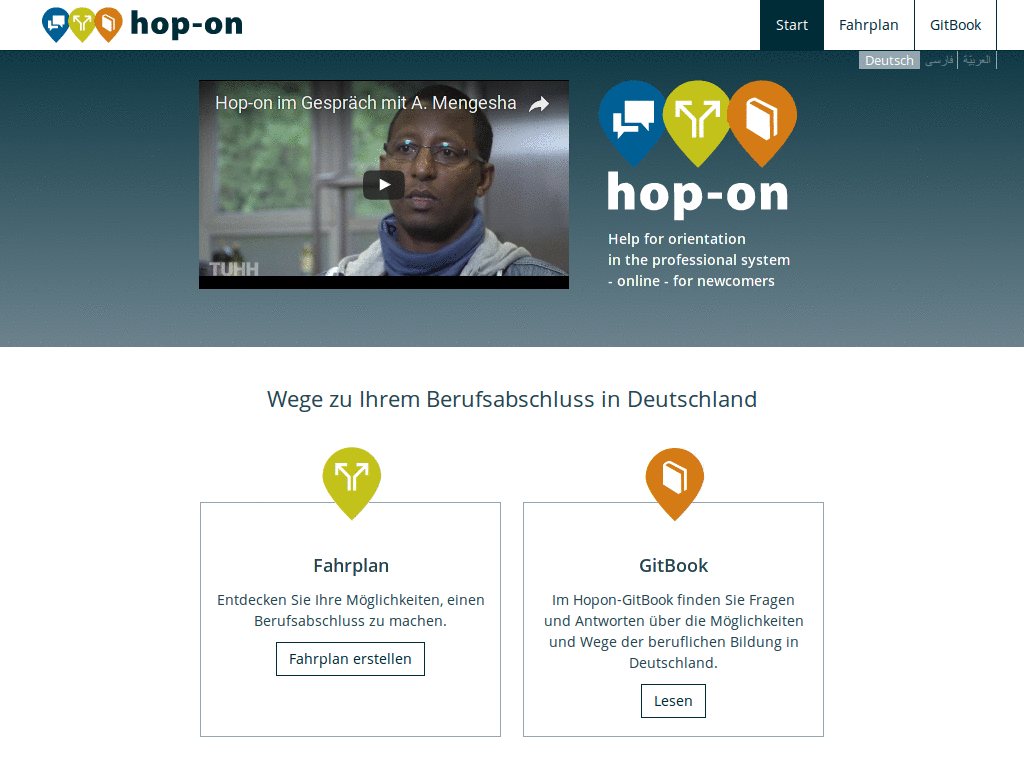 hop-on
Start
Fahrplan
GitBook
Deutsch
فارسی
العربيّة
Hop-on im Gespräch mit A. Mengesha
TUHH
hop-on
Help for orientation
in the professional system
- online - for newcomers
Wege zu Ihrem Berufsabschluss in Deutschland
Fahrplan
Entdecken Sie Ihre Möglichkeiten, einen
Berufsabschluss zu machen.
Fahrplan erstellen
GitBook
Im Hopon-GitBook finden Sie Fragen
und Antworten über die Möglichkeiten
und Wege der beruflichen Bildung in
Deutschland.
Lesen